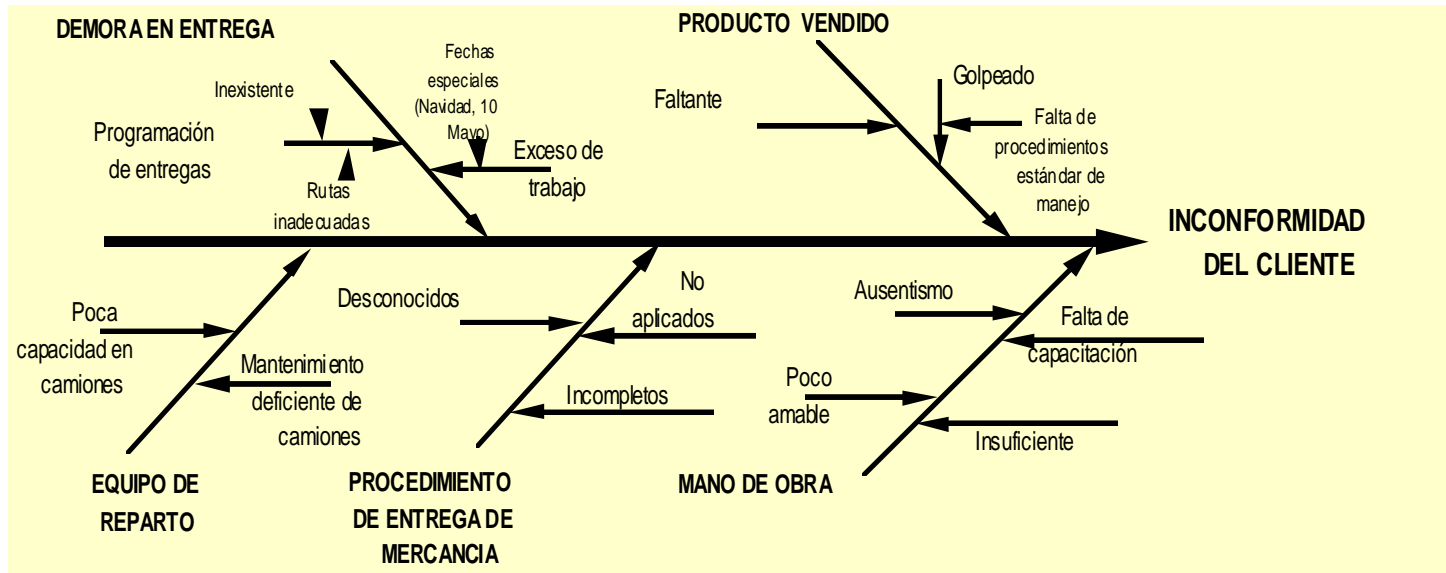 DEMORA EN ENTREGA
PRODUCTO VENDIDO
Fechas
especiales
(Navidad, 10
Mayo)
Inexistente
Programación
de entregas
Rutas
inadecuadas
Exceso de
trabajo
Faltante
Golpeado
Falta de
procedimientos
estándar de
manejo
INCONFORMIDAD
DEL CLIENTE
Poca
capacidad en
camiones
Mantenimiento
deficiente de
camiones
Desconocidos
No
aplicados
Incompletos
Ausentismo
Falta de
capacitación
Poco
amable
Insuficiente
EQUIPO DE
REPARTO
PROCEDIMIENTO
DE ENTREGA DE
MERCANCIA
MANO DE OBRA